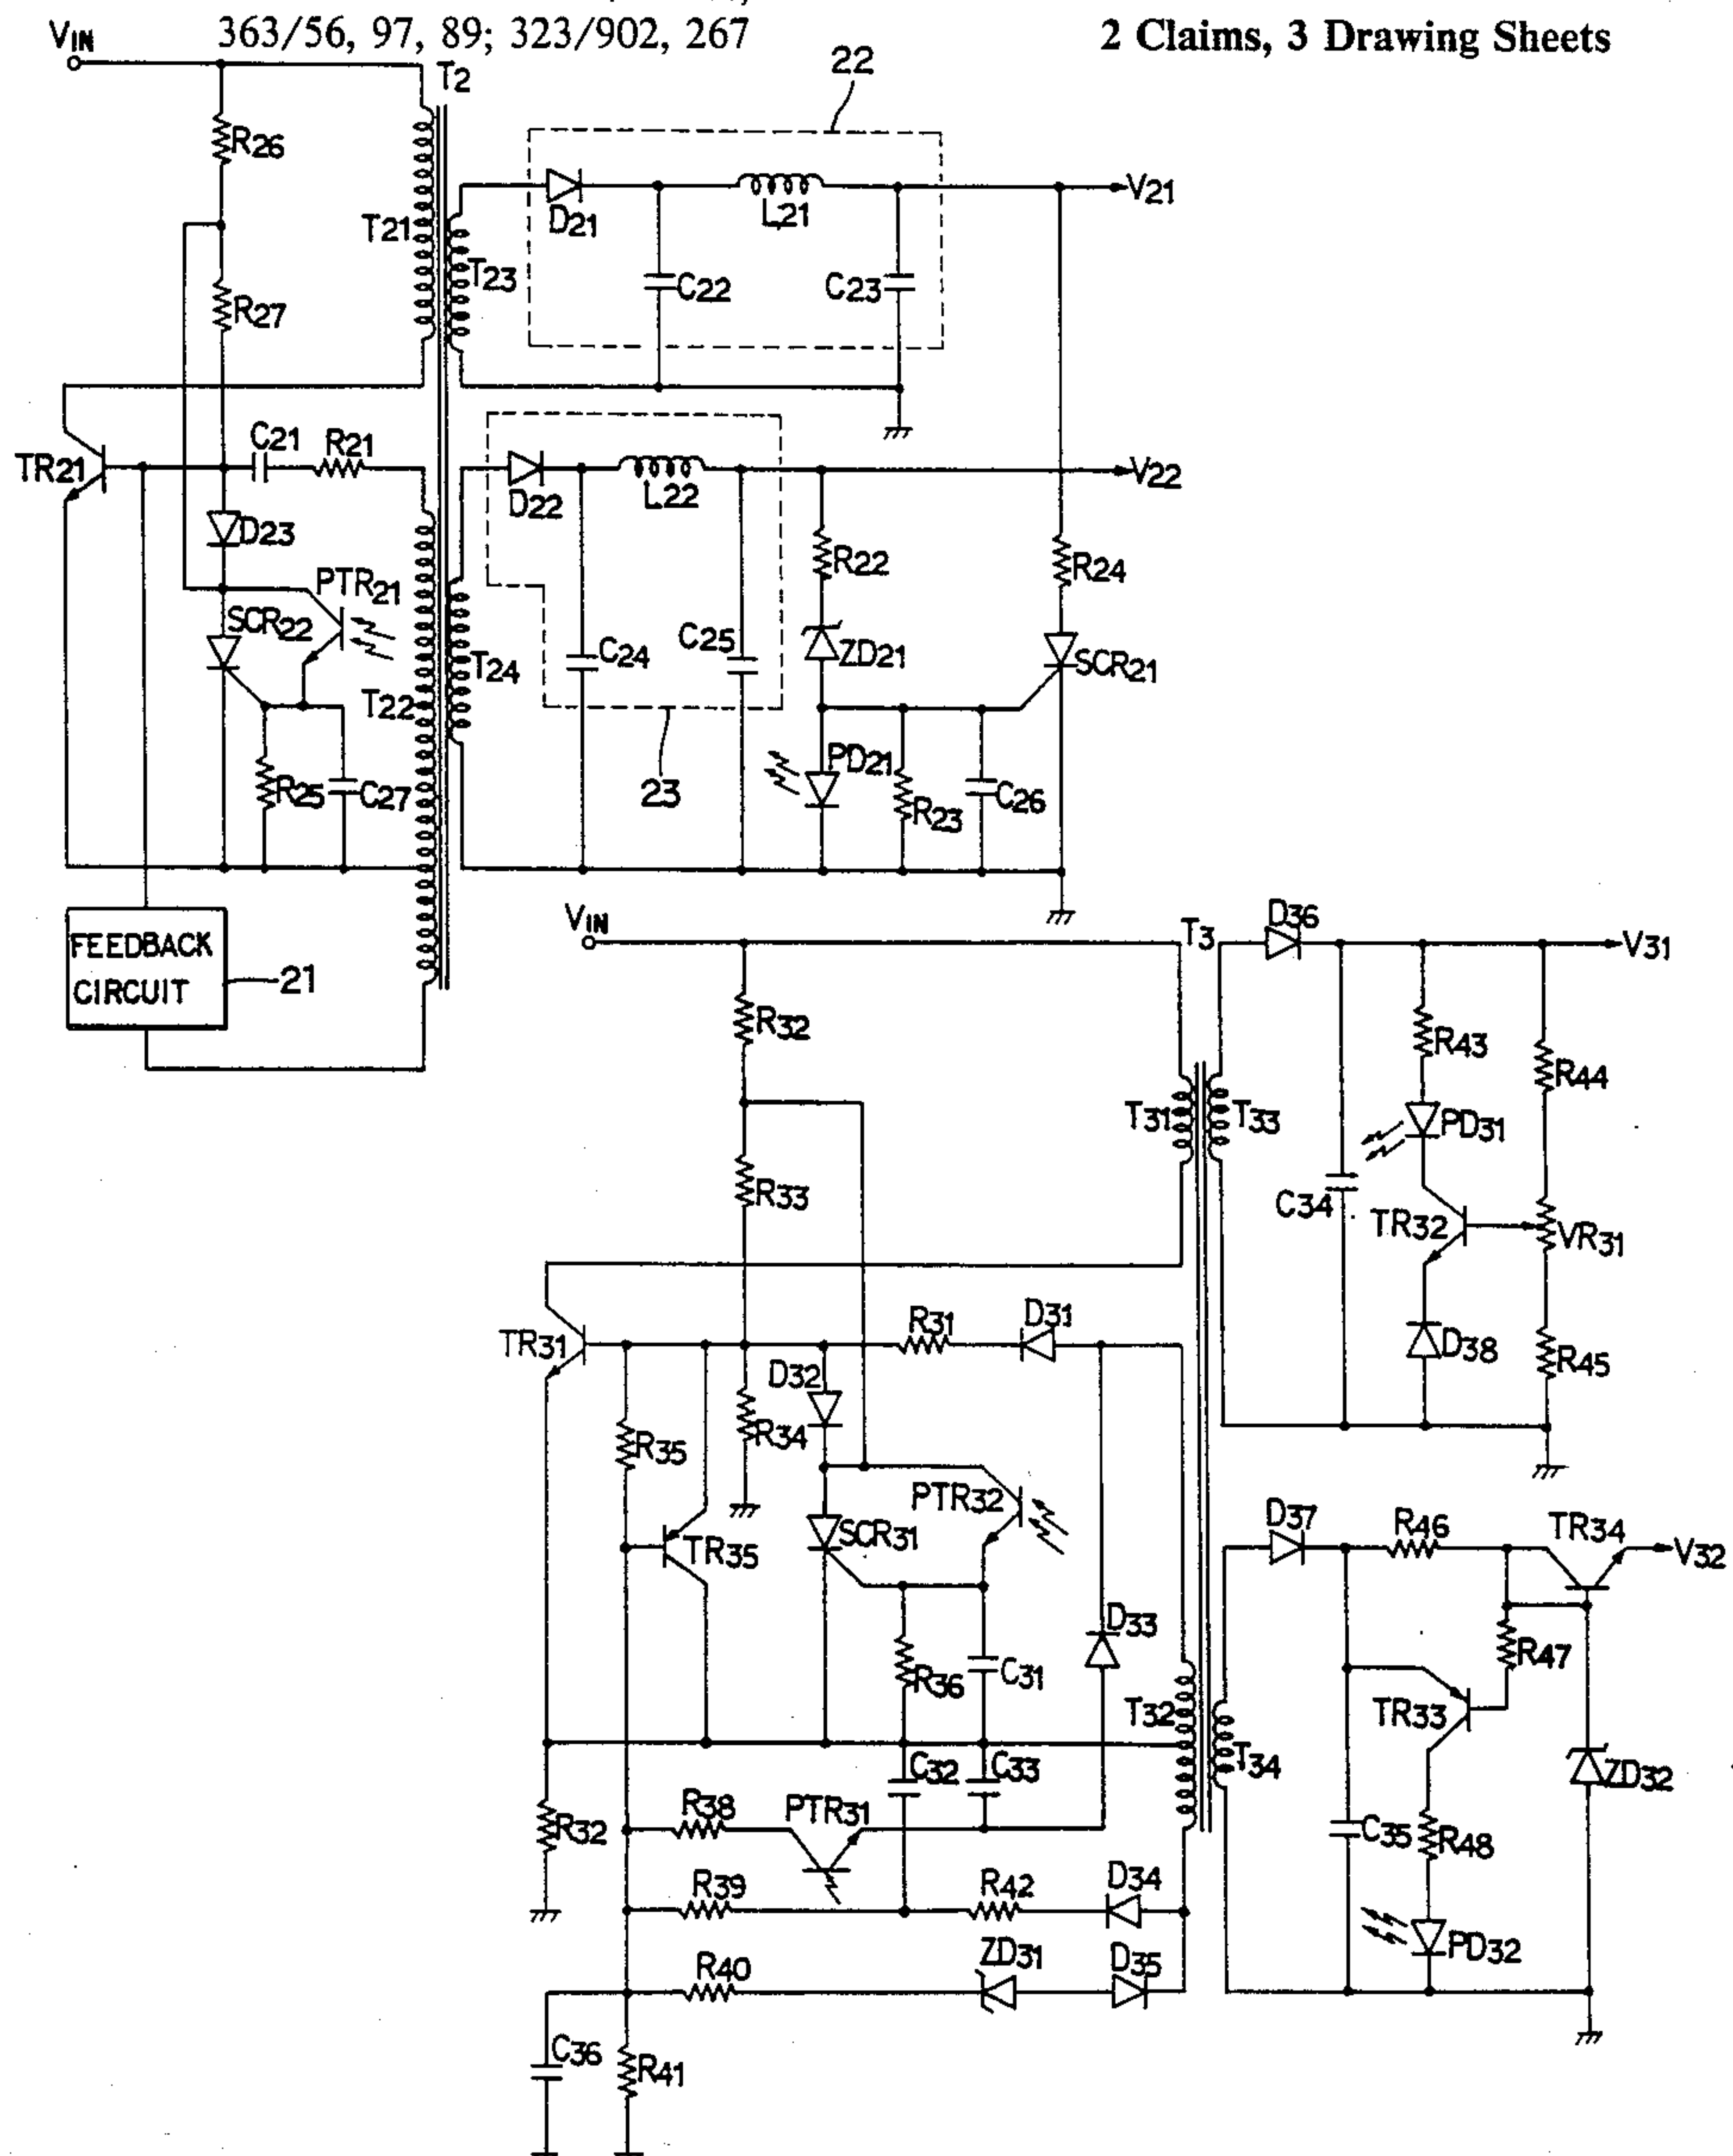 363/56, 97, 89; 323/902, 267
2 Claims, 3 Drawing Sheets
VIN
T2
22
R26
D21
L21
V21
T21
T23
C22
C23
R27
TR21
C21
R21
D22
L22
V22
D23
R22
R24
PTR21
SCR22
C24
C25
ZD21
SCR21
T22
T24
R25
C27
23
PD21
R23
C26
FEEDBACK
CIRCUIT
21
VIN
T3
D36
V31
R32
R43
R44
T31
T33
PD31
R33
C34
TR32
VR31
TR31
R31
D31
D32
D38
R45
R35
R34
PTR32
SCR31
TR35
D37
R46
TR34
V32
D33
R36
C31
R47
T32
TR33
T34
C32
C33
ZD32
R32
R38
PTR31
C35
R48
R39
R42
D34
R40
ZD31
D35
PD32
C36
R41